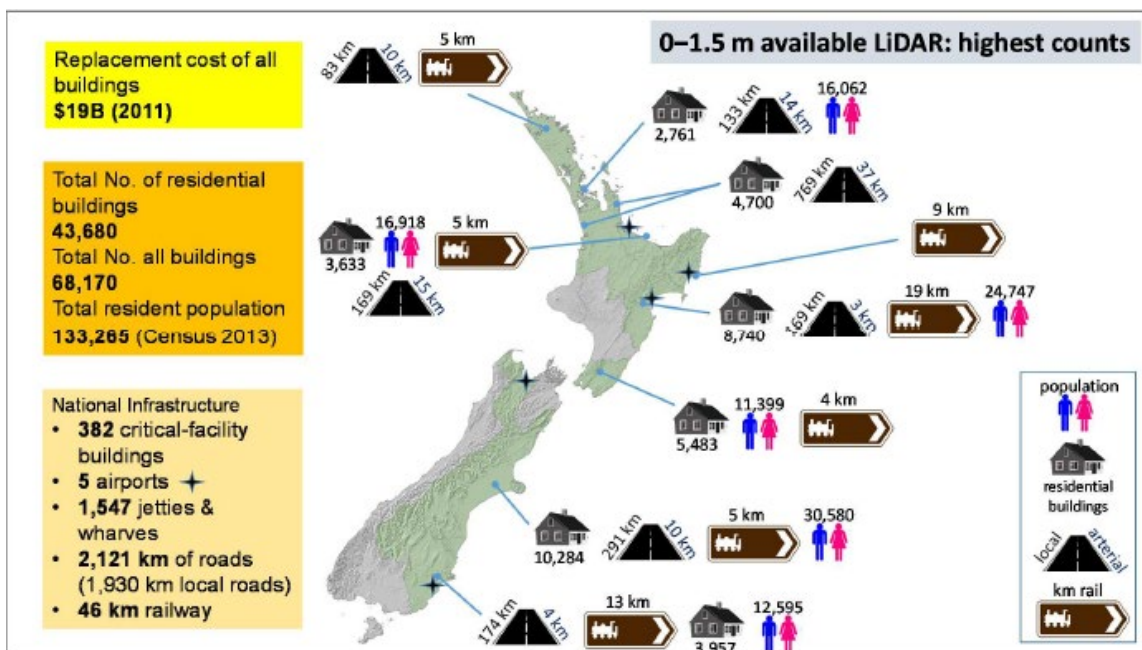 0–1.5 m available LiDAR: highest counts
Replacement cost of all
buildings
$19B (2011)
Total No. of residential
buildings
43,680
Total No. all buildings
68,170
Total resident population
133,265 (Census 2013)
National Infrastructure
• 382 critical-facility
buildings
• 5 airports
• 1,547 jetties &
wharves
• 2,121 km of roads
(1,930 km local roads)
• 46 km railway
83 km
10 km
5 km
2,761
133 km
14 km
16,062
4,700
769 km
37 km
3,633
16,918
5 km
169 km
15 km
9 km
8,740
169 km
3 km
19 km
24,747
5,483
11,399
4 km
10,284
291 km
10 km
5 km
30,580
174 km
4 km
13 km
3,957
12,595
population
residential
buildings
local
arterial
km rail